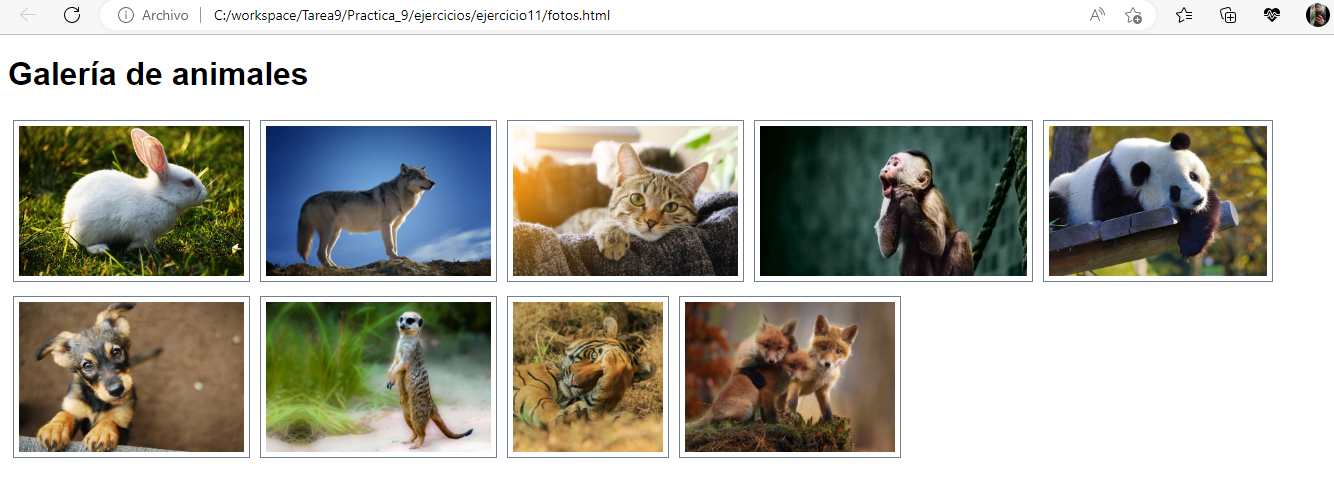 Archivo C:/workspace/Tarea9/Practica_9/ejercicios/ejercicio11/fotos.html
Galería de animales